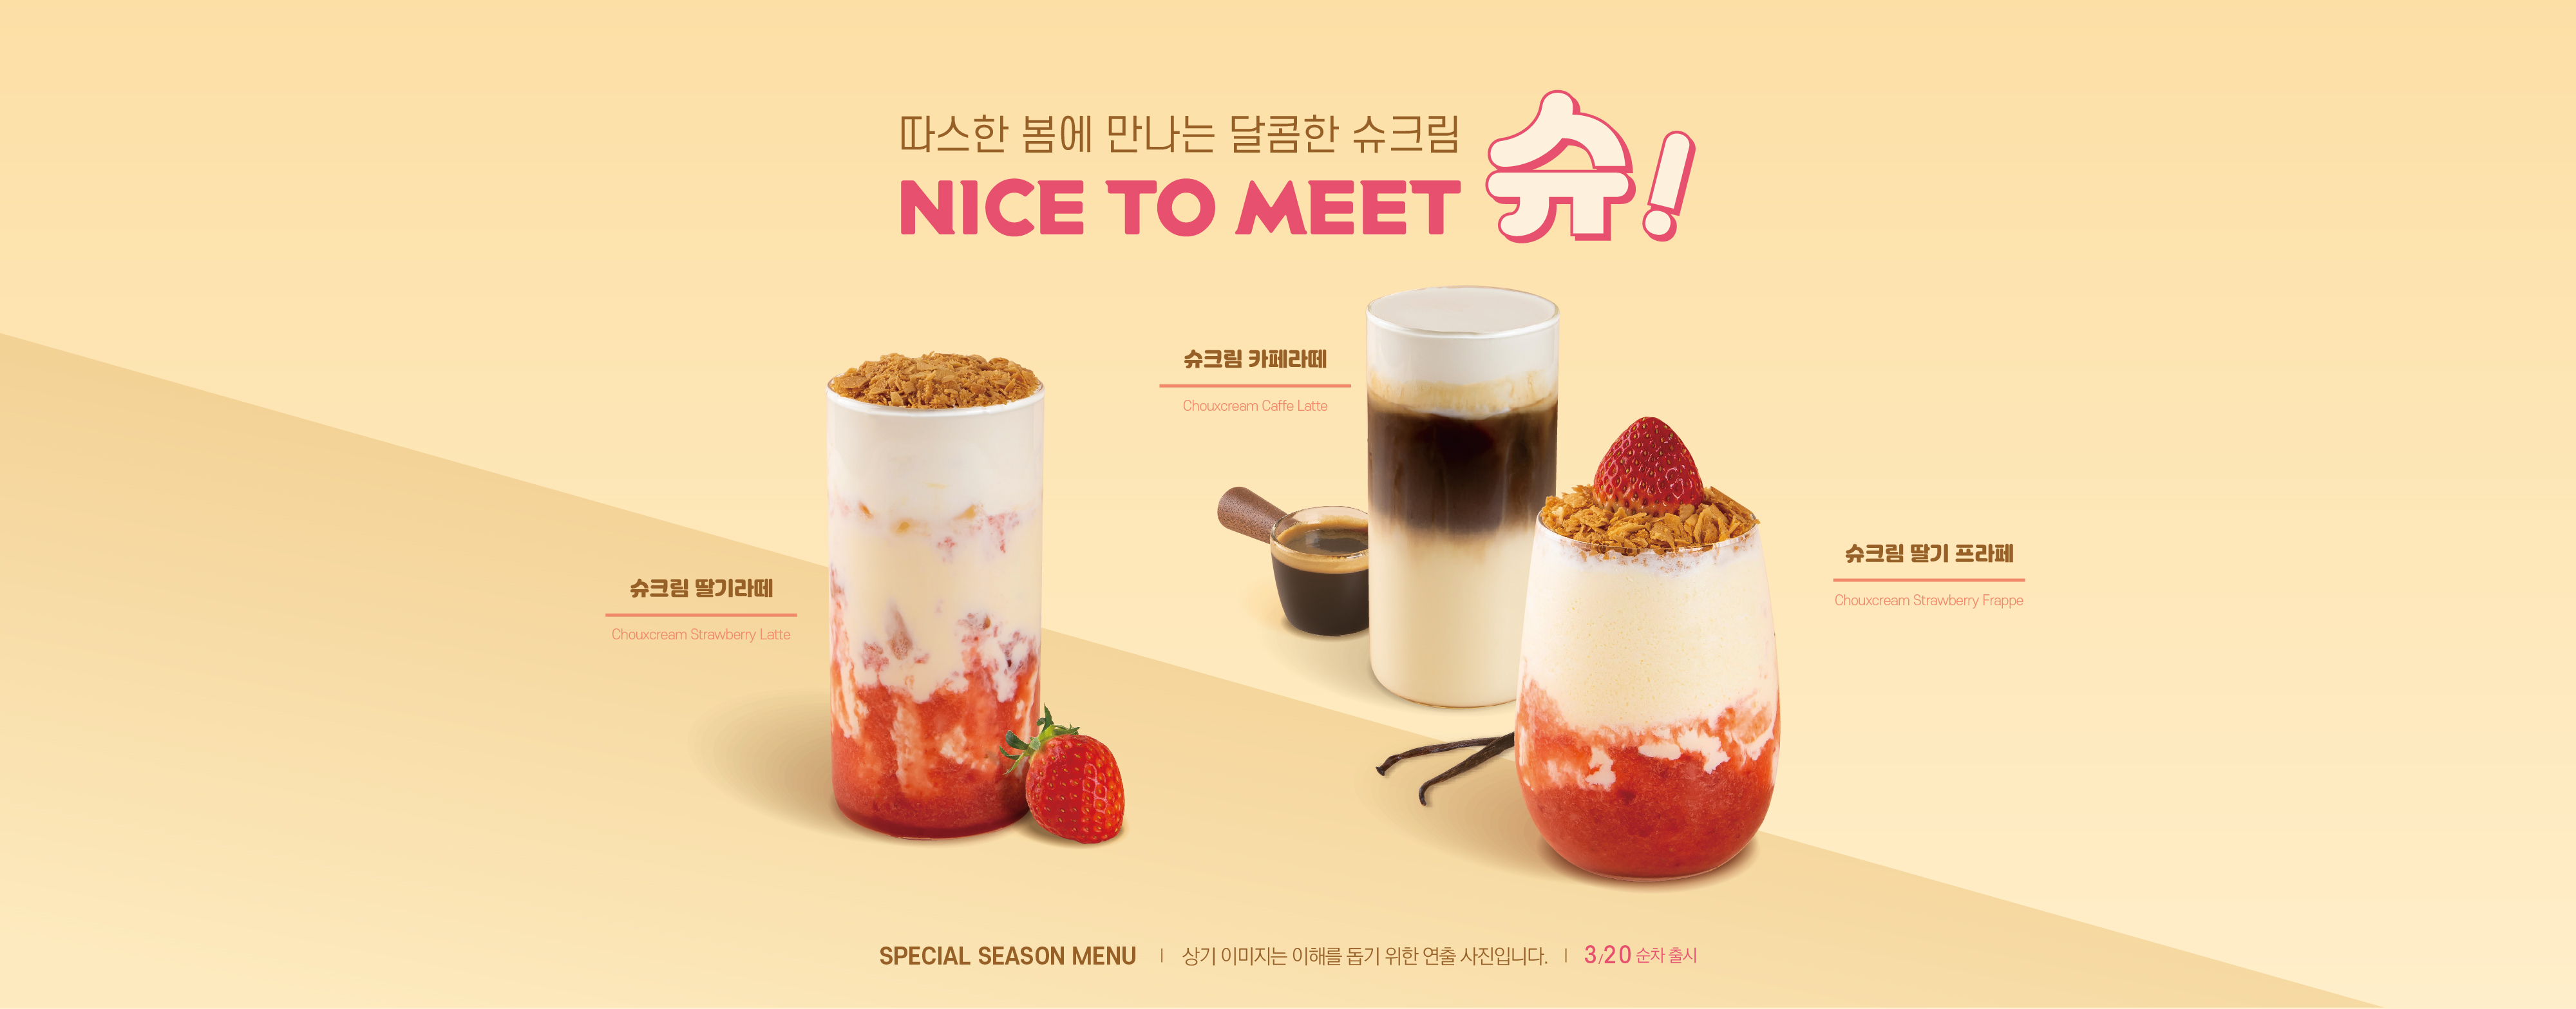 따스한 봄에 만나는 달콤한 슈크림
NICE TO MEET 슈!
슈크림 카페라떼
Chouxcream Caffe Latte
슈크림 딸기라떼
Chouxcream Strawberry Latte
슈크림 딸기 프라페
Chouxcream Strawberry Frappe
SPECIAL SEASON MENU | 상기 이미지는 이해를 돕기 위한 연출 사진입니다. | 3/20 순차 출시